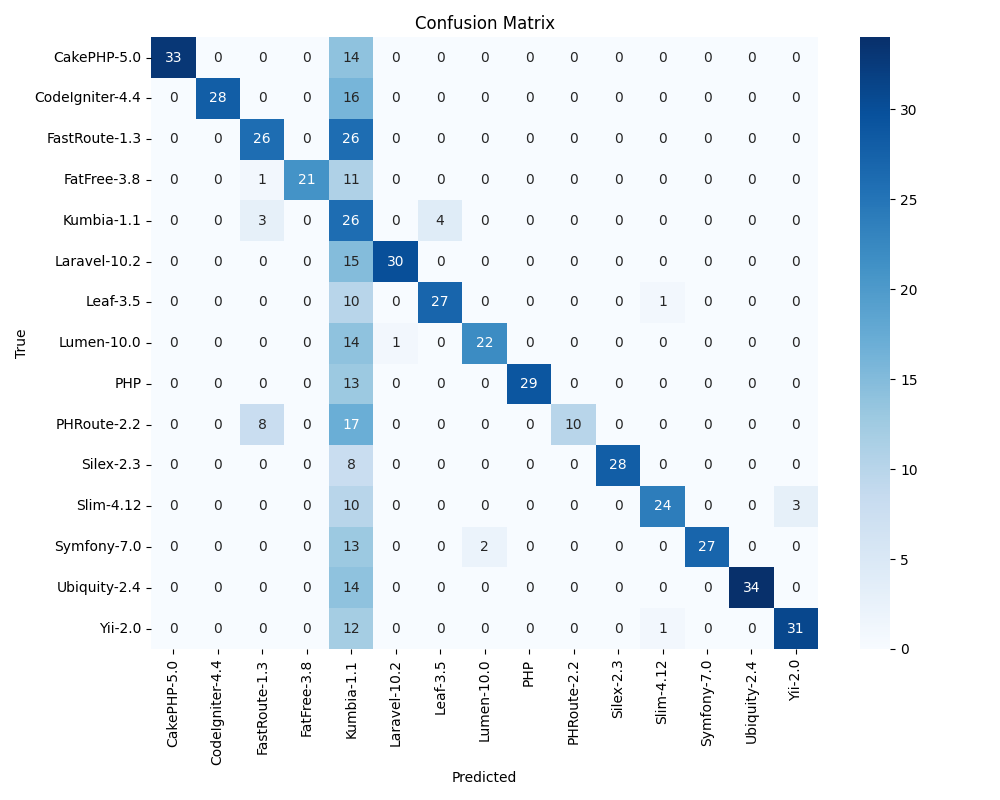 Confusion Matrix
CakePHP-5.0 33 0 0 0 14 0 0 0 0 0 0 0 0 0 0
CodeIgniter-4.4 0 28 0 0 16 0 0 0 0 0 0 0 0 0 0
FastRoute-1.3 0 0 26 0 26 0 0 0 0 0 0 0 0 0 0
FatFree-3.8 0 0 1 21 11 0 0 0 0 0 0 0 0 0 0
Kumbia-1.1 0 0 3 0 26 0 4 0 0 0 0 0 0 0 0
Laravel-10.2 0 0 0 0 15 30 0 0 0 0 0 0 0 0 0
Leaf-3.5 0 0 0 0 10 0 27 0 0 0 0 1 0 0 0
Lumen-10.0 0 0 0 0 14 1 0 22 0 0 0 0 0 0 0
PHP 0 0 0 0 13 0 0 0 29 0 0 0 0 0 0
PHRoute-2.2 0 0 8 0 17 0 0 0 0 10 0 0 0 0 0
Silex-2.3 0 0 0 0 8 0 0 0 0 0 28 0 0 0 0
Slim-4.12 0 0 0 0 10 0 0 0 0 0 0 24 0 0 3
Symfony-7.0 0 0 0 0 13 0 0 2 0 0 0 0 27 0 0
Ubiquity-2.4 0 0 0 0 14 0 0 0 0 0 0 0 0 34 0
Yii-2.0 0 0 0 0 12 0 0 0 0 0 0 1 0 0 31
True
CakePHP-5.0
CodeIgniter-4.4
FastRoute-1.3
FatFree-3.8
Kumbia-1.1
Laravel-10.2
Leaf-3.5
Lumen-10.0
PHP
PHRoute-2.2
Silex-2.3
Slim-4.12
Symfony-7.0
Ubiquity-2.4
Yii-2.0
Predicted
30
25
20
15
10
5
0